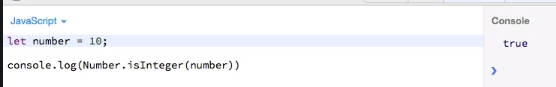 JavaScript
Console
let number = 10;
true
console.log(Number.isInteger(number))